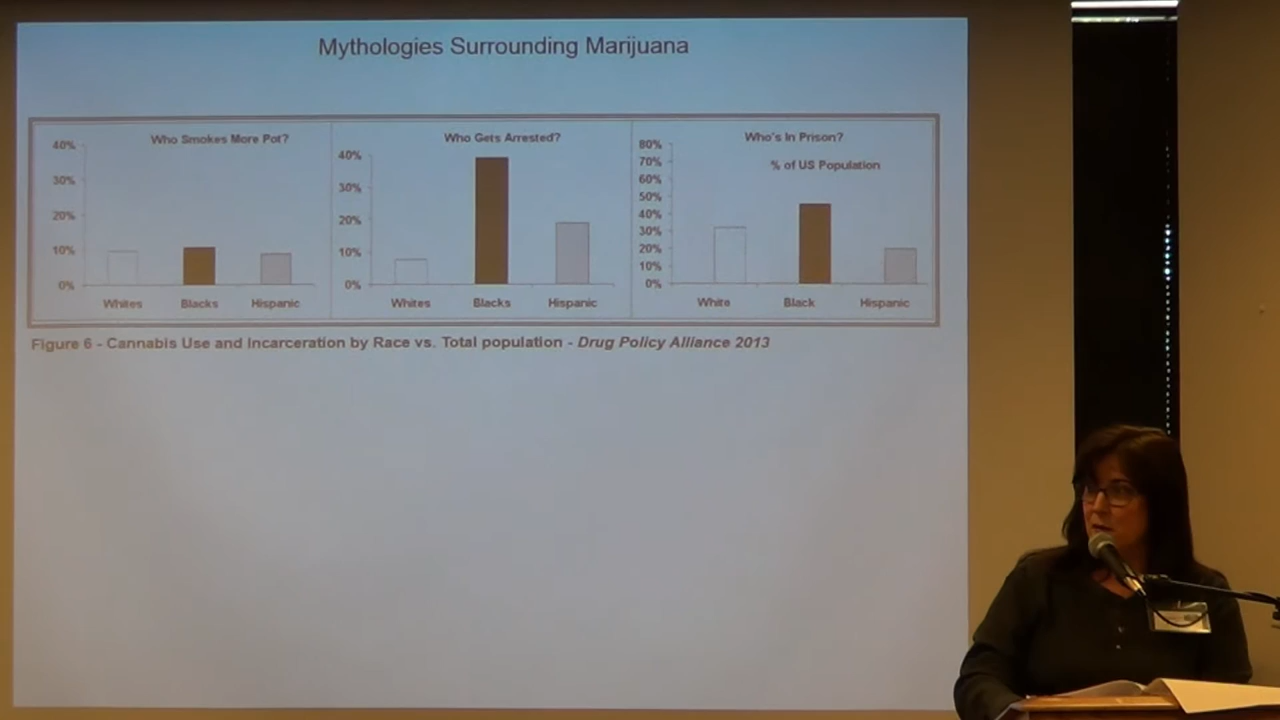 Mythologies Surrounding Marijuana
Who Smokes More Pot?
40%
30%
20%
10%
0%
Whites Blacks Hispanic
Who Gets Arrested?
40%
30%
20%
10%
0%
Whites Blacks Hispanic
Who's In Prison?
% of US Population
80%
70%
60%
50%
40%
30%
20%
10%
0%
White Black Hispanic
Figure 6 - Cannabis Use and Incarceration by Race vs. Total population - Drug Policy Alliance 2013